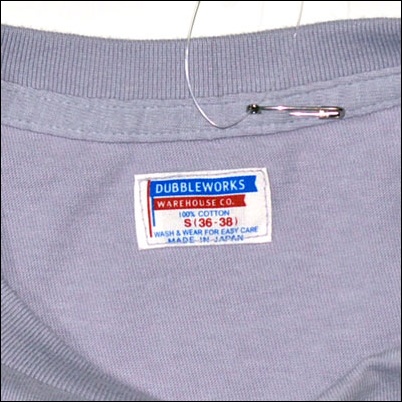 DUBBLEWORKS
WAREHOUSE CO.
100% COTTON
S (36-38)
WASH & WEAR FOR EASY CARE
MADE IN JAPAN